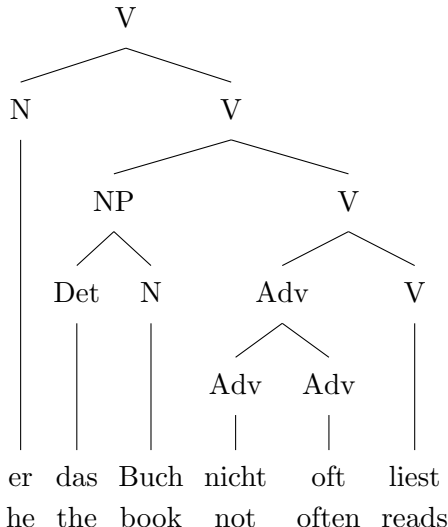 V
N V
NP V
Det N Adv V
Adv Adv
er das Buch nicht oft liest
he the book not often reads